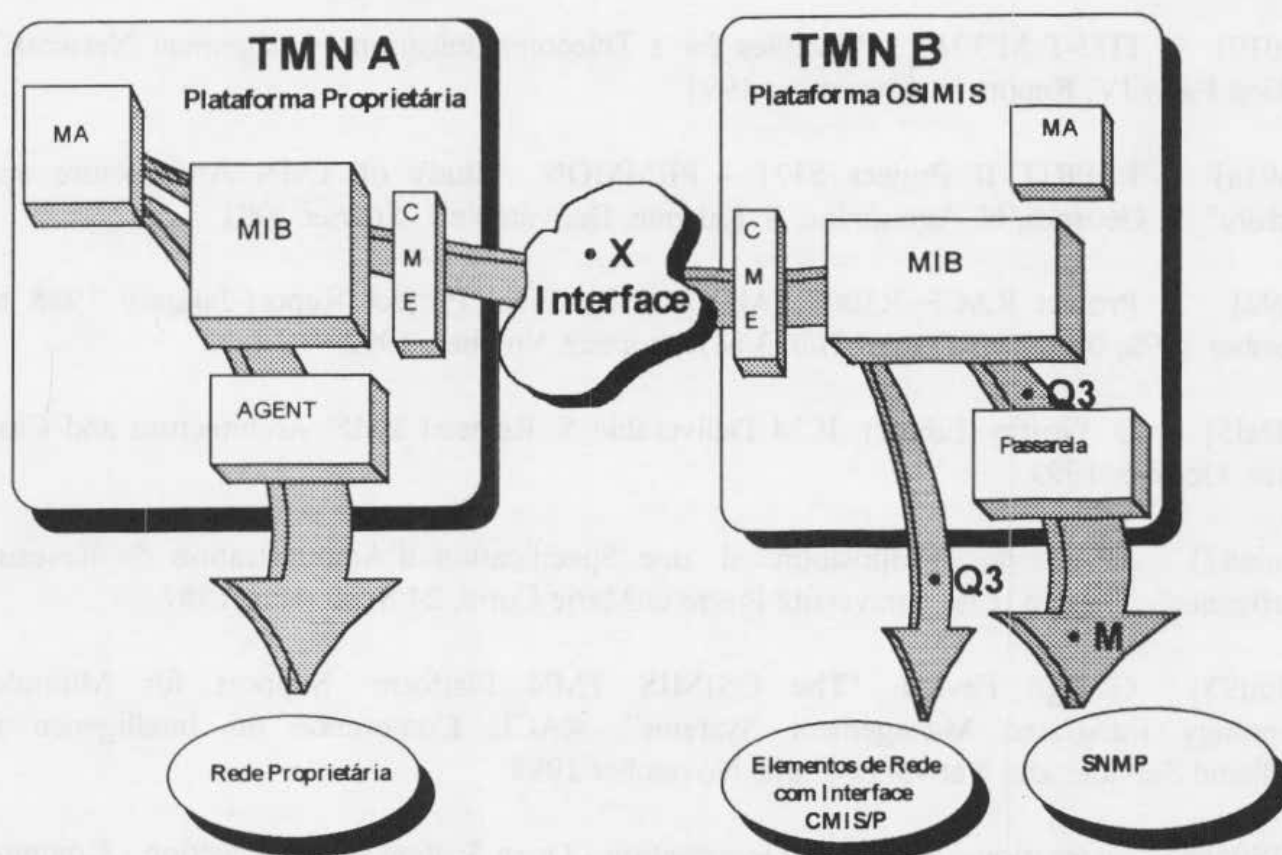 TMN A
Plataforma Proprietária
MA
MIB
C
M
E
AGENT
Rede Proprietária
• X
Interface
TMN B
Plataforma OSIMIS
MA
C
M
E
MIB
• Q3
Passarela
• Q3
• M
Elementos de Rede
com Interface
CMIS/P
SNMP